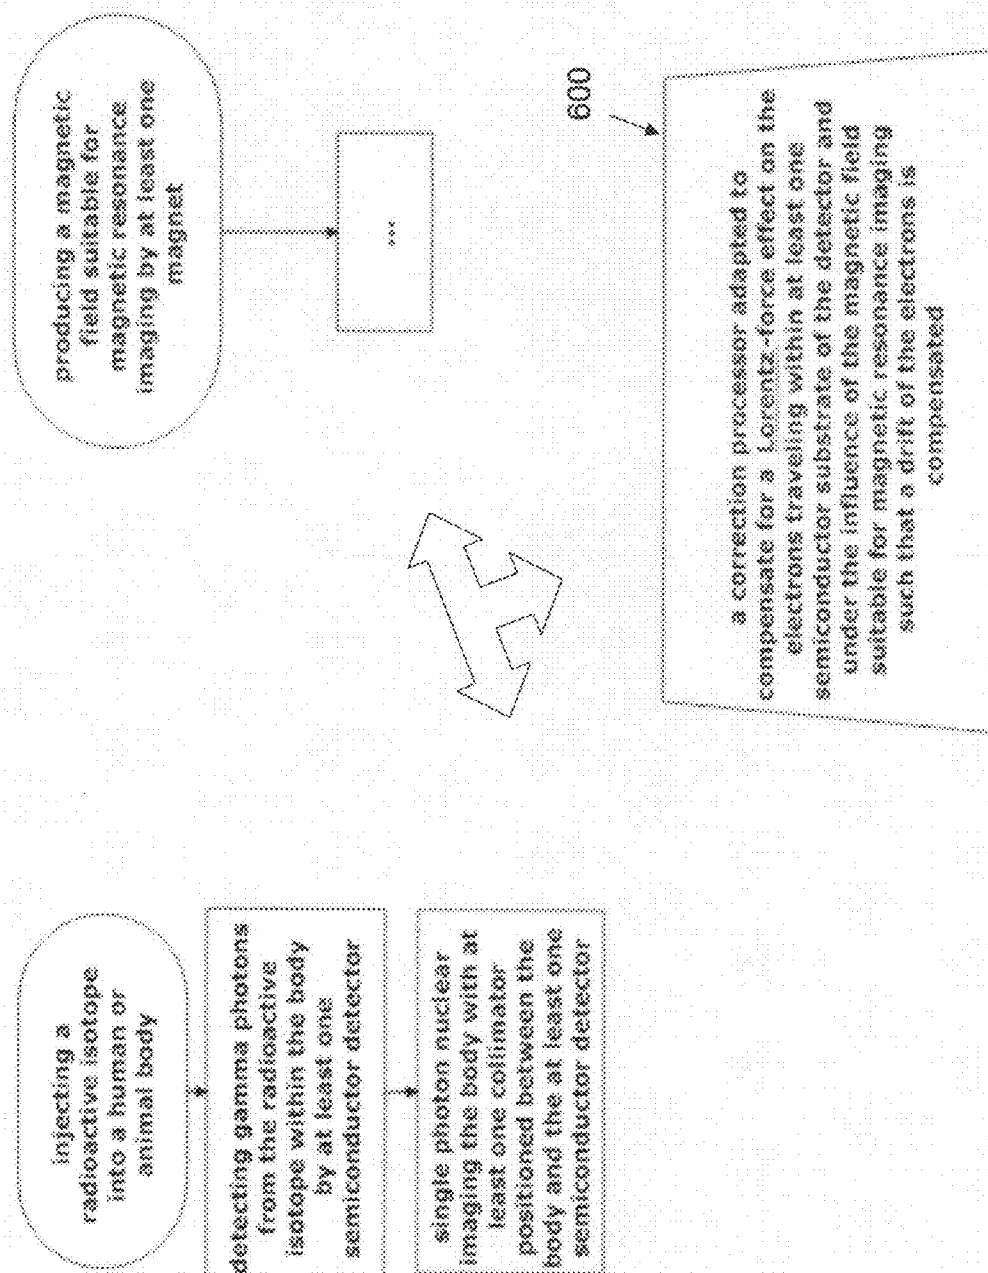 injecting a
radioactive isotope
into a human or
animal body
detecting gamma photons
from the radioactive
isotope within the body
by at least one
semiconductor detector
single photon nuclear
imaging the body with at
least one collimator
positioned between the
body and the at least one
semiconductor detector
producing a magnetic
field suitable for
magnetic resonance
imaging by at least one
magnet
...
600
a correction processor adapted to
compensate for a Lorentz-force effect on the
electrons traveling within at least one
semiconductor substrate of the detector and
under the influence of the magnetic field
suitable for magnetic resonance imaging
such that a drift of the electrons is
compensated